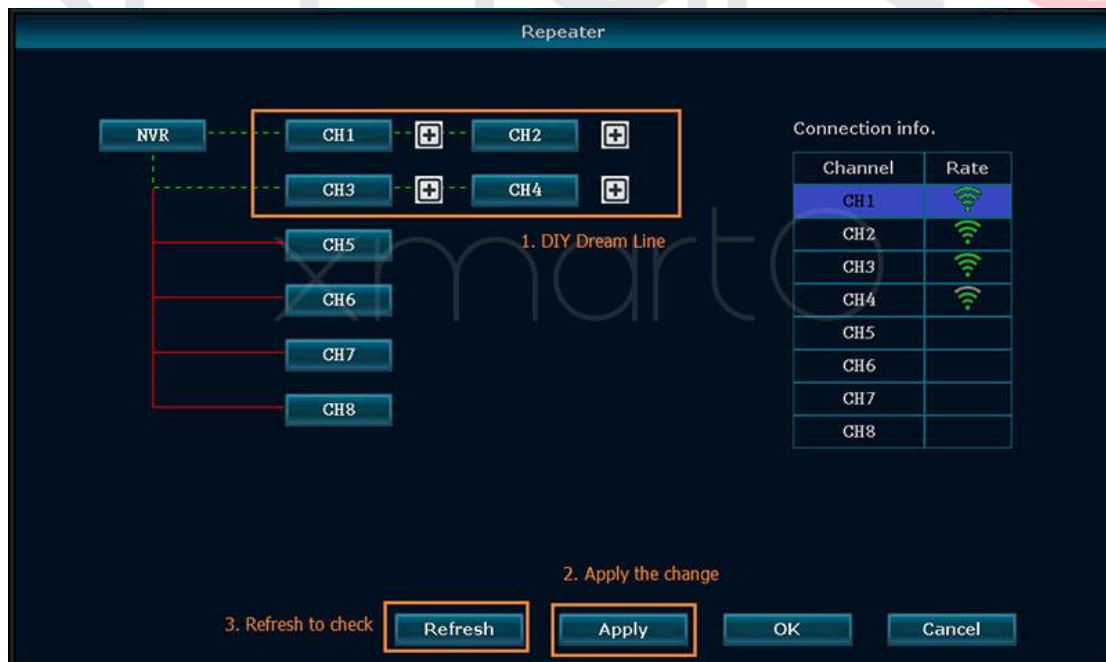 Repeater
NVR CH1 CH2
CH3 CH4
1. DIY Dream Line
CH5
CH6
CH7
CH8
Connection info.
Channel Rate
CH1
CH2
CH3
CH4
CH5
CH6
CH7
CH8
xmarto
2. Apply the change
3. Refresh to check Refresh Apply OK Cancel